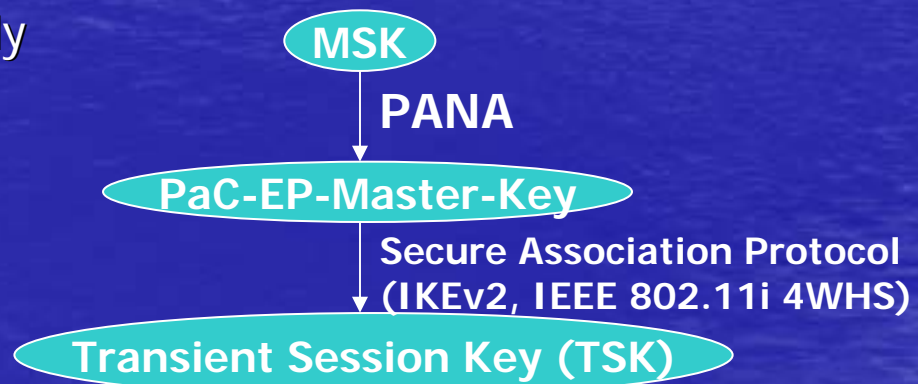 MSK
PANA
PaC-EP-Master-Key
Secure Association Protocol
(IKEv2, IEEE 802.11i 4WHS)
Transient Session Key (TSK)